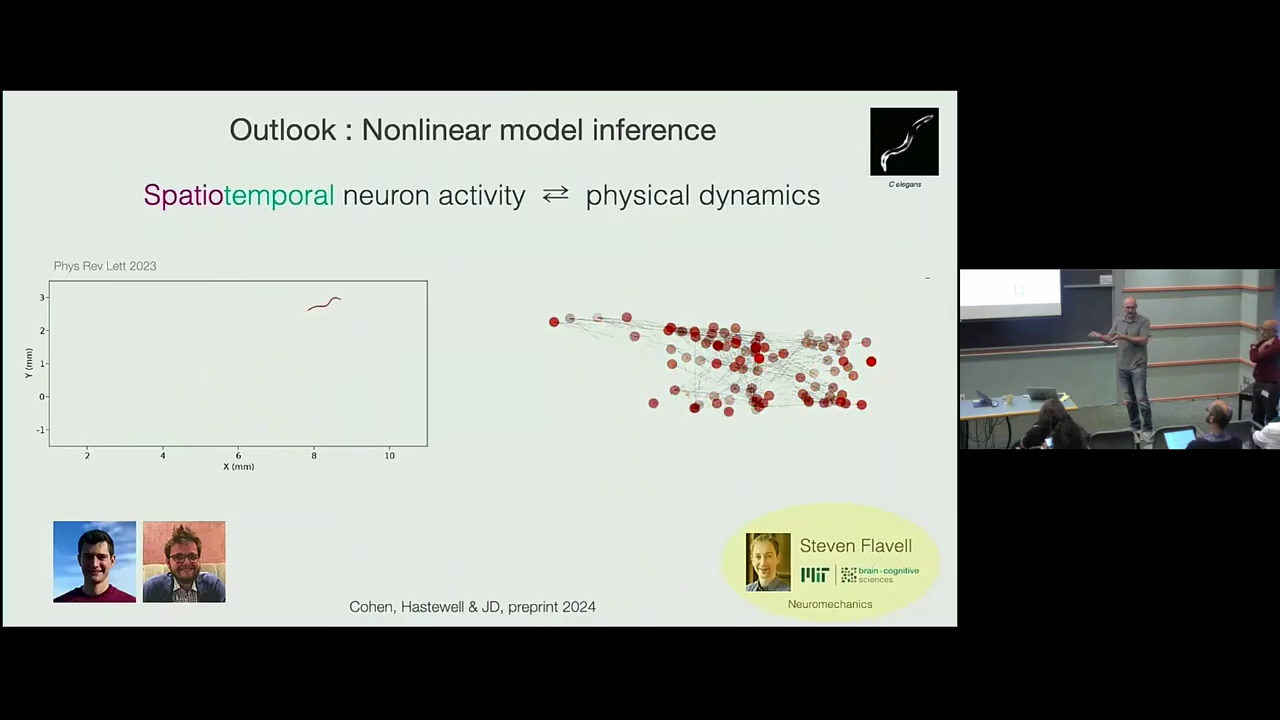 Outlook : Nonlinear model inference
C elegans
Spatiotemporal neuron activity ⇄ physical dynamics
Phys Rev Lett 2023
3
2
1
0
-1
Y (mm)
2 4 6 8 10
X (mm)
Steven Flavell
MIT brain+cognitive
sciences
Neuromechanics
Cohen, Hastewell & JD, preprint 2024